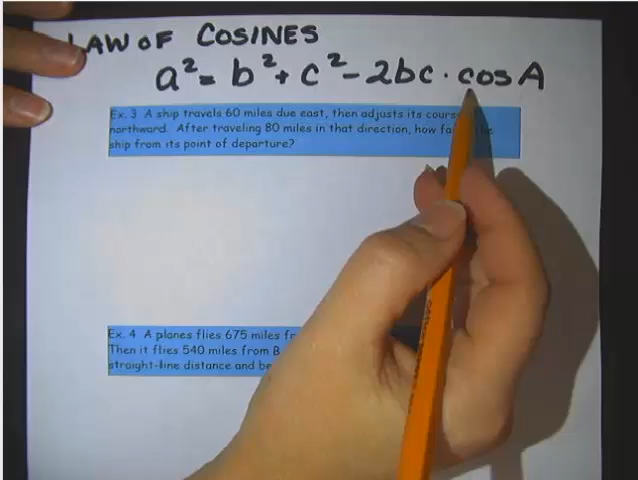 LAW OF COSINES
a² = b² + c² - 2bc · cos A
Ex. 3 A ship travels 60 miles due east, then adjusts its cours
northward. After traveling 80 miles in that direction, how fa
ship from its point of departure?
Ex. 4 A planes flies 675 miles fr
Then it flies 540 miles from B
straight-line distance and be